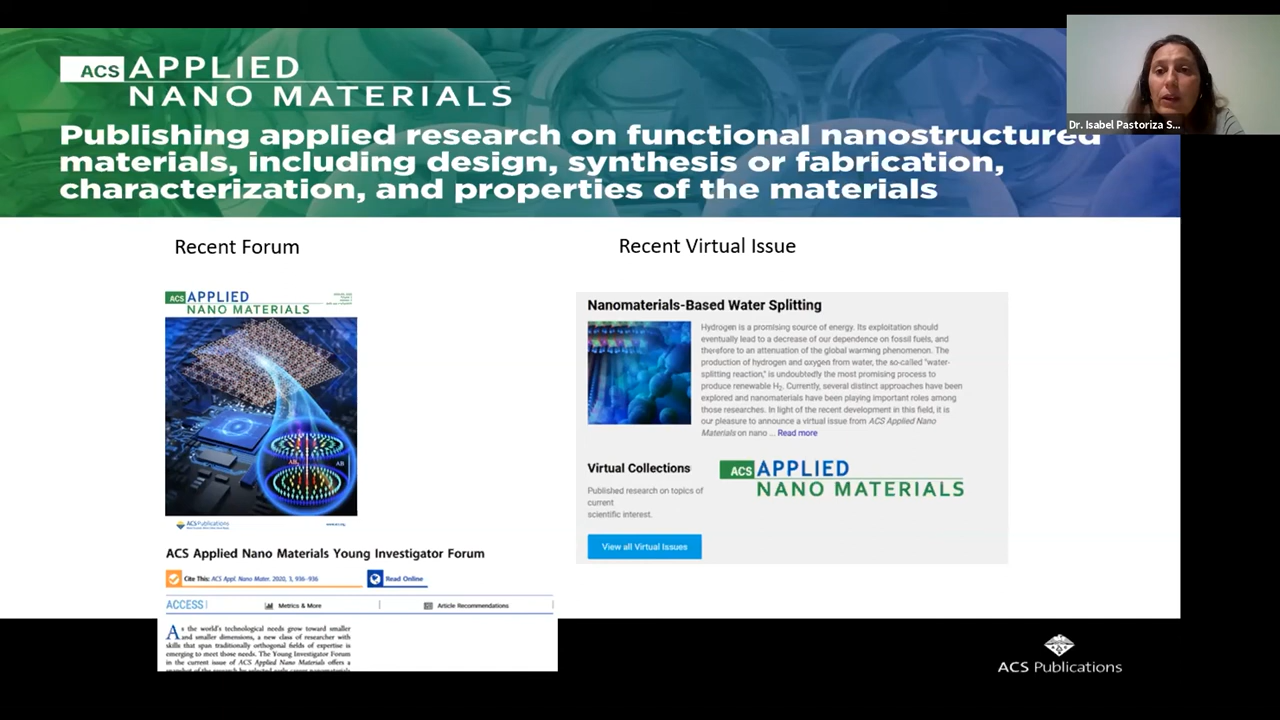 ACS APPLIED
NANO MATERIALS
Publishing applied research on functional nanostructured
materials, including design, synthesis or fabrication,
characterization, and properties of the materials
Dr. Isabel Pastoriza S...
Recent Forum
Recent Virtual Issue
ACS APPLIED
NANO MATERIALS
AB
ACS Publications
ACS Applied Nano Materials Young Investigator Forum
Cite This: ACS Appl. Nano Mater. 2020, 3, 936−936
Read Online
ACCESS
Metrics & More
Article Recommendations
As the world's technological needs grow toward smaller
and smaller dimensions, a new class of researcher with
skills that span traditionally orthogonal fields of expertise is
emerging to meet those needs. The Young Investigator Forum
in the current issue of ACS Applied Nano Materials offers a
Nanomaterials-Based Water Splitting
Hydrogen is a promising source of energy. Its exploitation should
eventually lead to a decrease of our dependence on fossil fuels, and
therefore to an attenuation of the global warming phenomenon. The
production of hydrogen and oxygen from water, the so-called "water-
splitting reaction," is undoubtedly the most promising process to
produce renewable H2. Currently, several distinct approaches have been
explored and nanomaterials have been playing important roles among
those researches. In light of the recent development in this field, it is
our pleasure to announce a virtual issue from ACS Applied Nano
Materials on nano ... Read more
Virtual Collections
Published research on topics of
current
scientific interest.
ACS APPLIED
NANO MATERIALS
View all Virtual Issues
ACS Publications